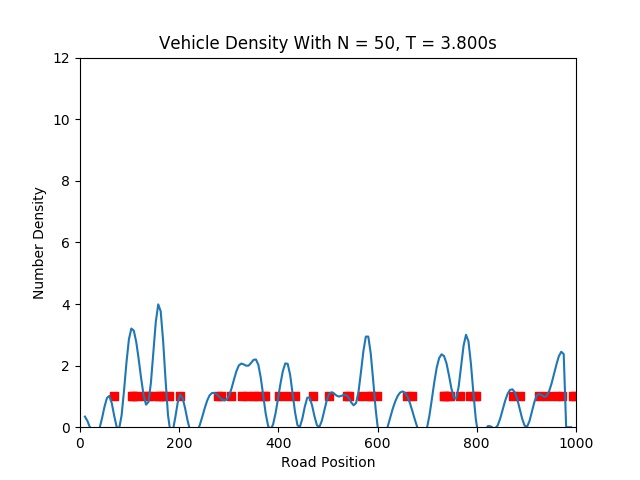 Vehicle Density With N = 50, T = 3.800s
12
10
8
6
4
2
0
Number Density
0 200 400 600 800 1000
Road Position